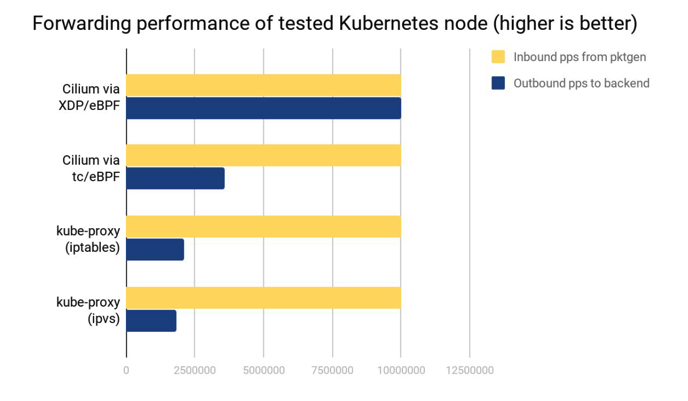 Forwarding performance of tested Kubernetes node (higher is better)
Inbound pps from pktgen
Outbound pps to backend
Cilium via
XDP/eBPF
Cilium via
tc/eBPF
kube-proxy
(iptables)
kube-proxy
(ipvs)
0 2500000 5000000 7500000 10000000 12500000